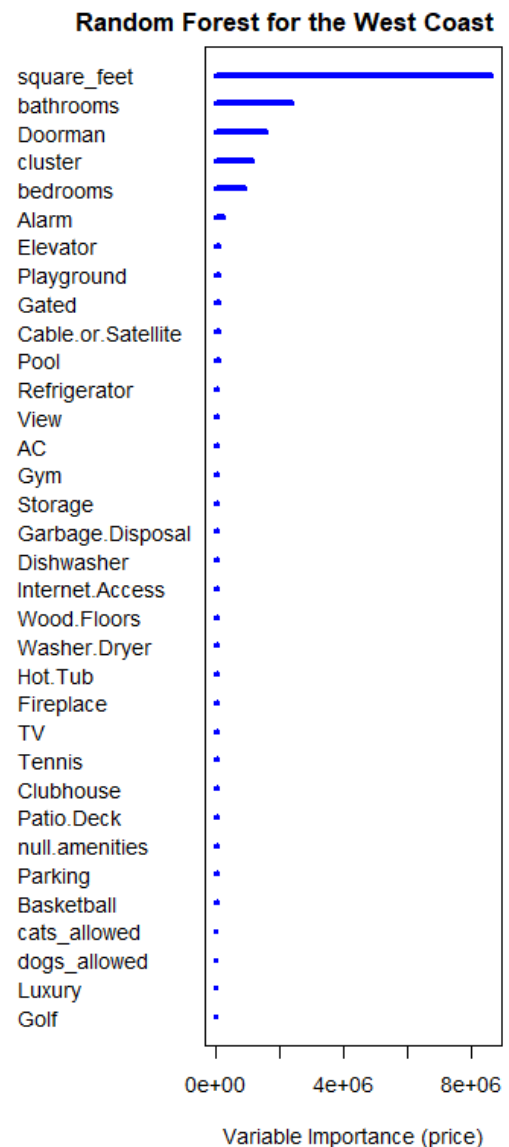 Random Forest for the West Coast
square_feet
bathrooms
Doorman
cluster
bedrooms
Alarm
Elevator
Playground
Gated
Cable.or.Satellite
Pool
Refrigerator
View
AC
Gym
Storage
Garbage.Disposal
Dishwasher
Internet.Access
Wood.Floors
Washer.Dryer
Hot.Tub
Fireplace
TV
Tennis
Clubhouse
Patio.Deck
null.amenities
Parking
Basketball
cats_allowed
dogs_allowed
Luxury
Golf
0e+00 4e+06 8e+06
Variable Importance (price)